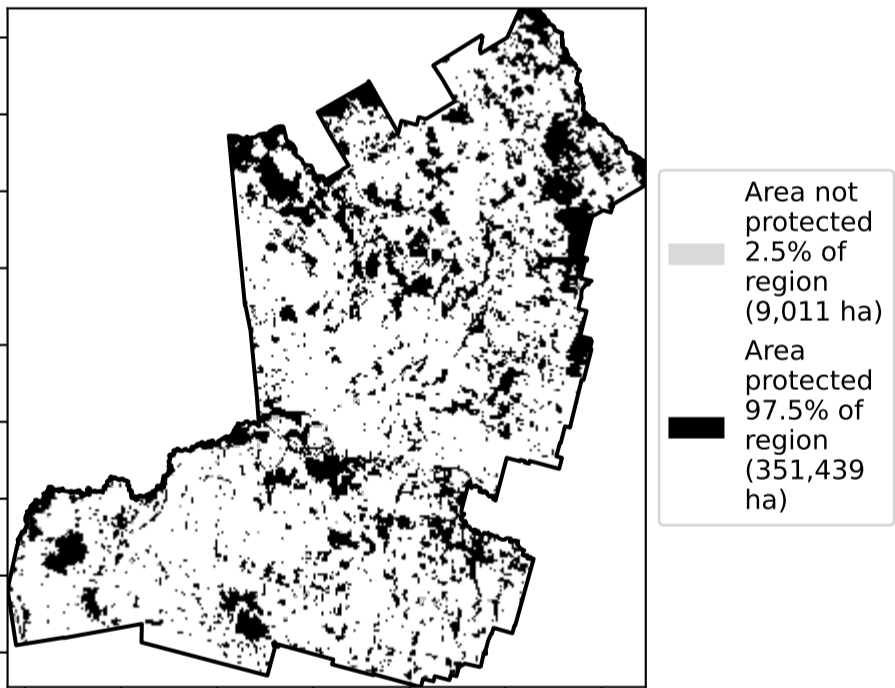 Area not
protected
2.5% of
region
(9,011 ha)
Area
protected
97.5% of
region
(351,439
ha)